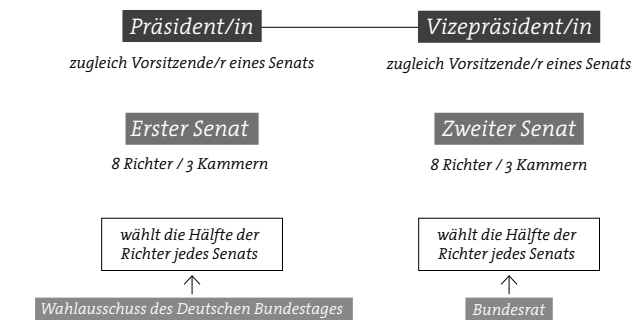 Präsident/in
Vizepräsident/in
zugleich Vorsitzende/r eines Senats
zugleich Vorsitzende/r eines Senats
Erster Senat
Zweiter Senat
8 Richter / 3 Kammern
8 Richter / 3 Kammern
wählt die Hälfte der
Richter jedes Senats
wählt die Hälfte der
Richter jedes Senats
Wahlausschuss des Deutschen Bundestages
Bundesrat